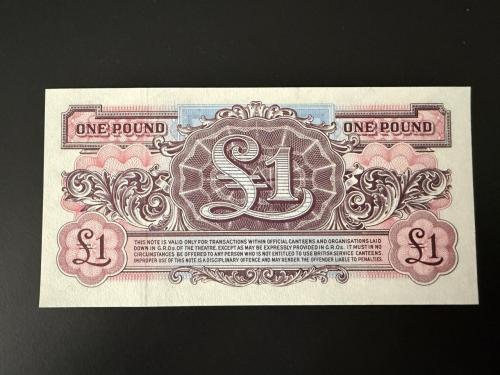 ONE POUND ONE POUND
£1
£1 £1
THIS NOTE IS VALID ONLY FOR TRANSACTIONS WITHIN OFFICIAL CANTEENS AND ORGANISATIONS LAID
DOWN IN G.R.Os. OF THE THEATRE. EXCEPT AS MAY BE EXPRESSLY PROVIDED IN G.R.Os. IT MUST IN NO
CIRCUMSTANCES BE OFFERED TO ANY PERSON WHO IS NOT ENTITLED TO USE BRITISH SERVICE CANTEENS.
IMPROPER USE OF THIS NOTE IS A DISCIPLINARY OFFENCE AND MAY RENDER THE OFFENDER LIABLE TO PENALTIES.